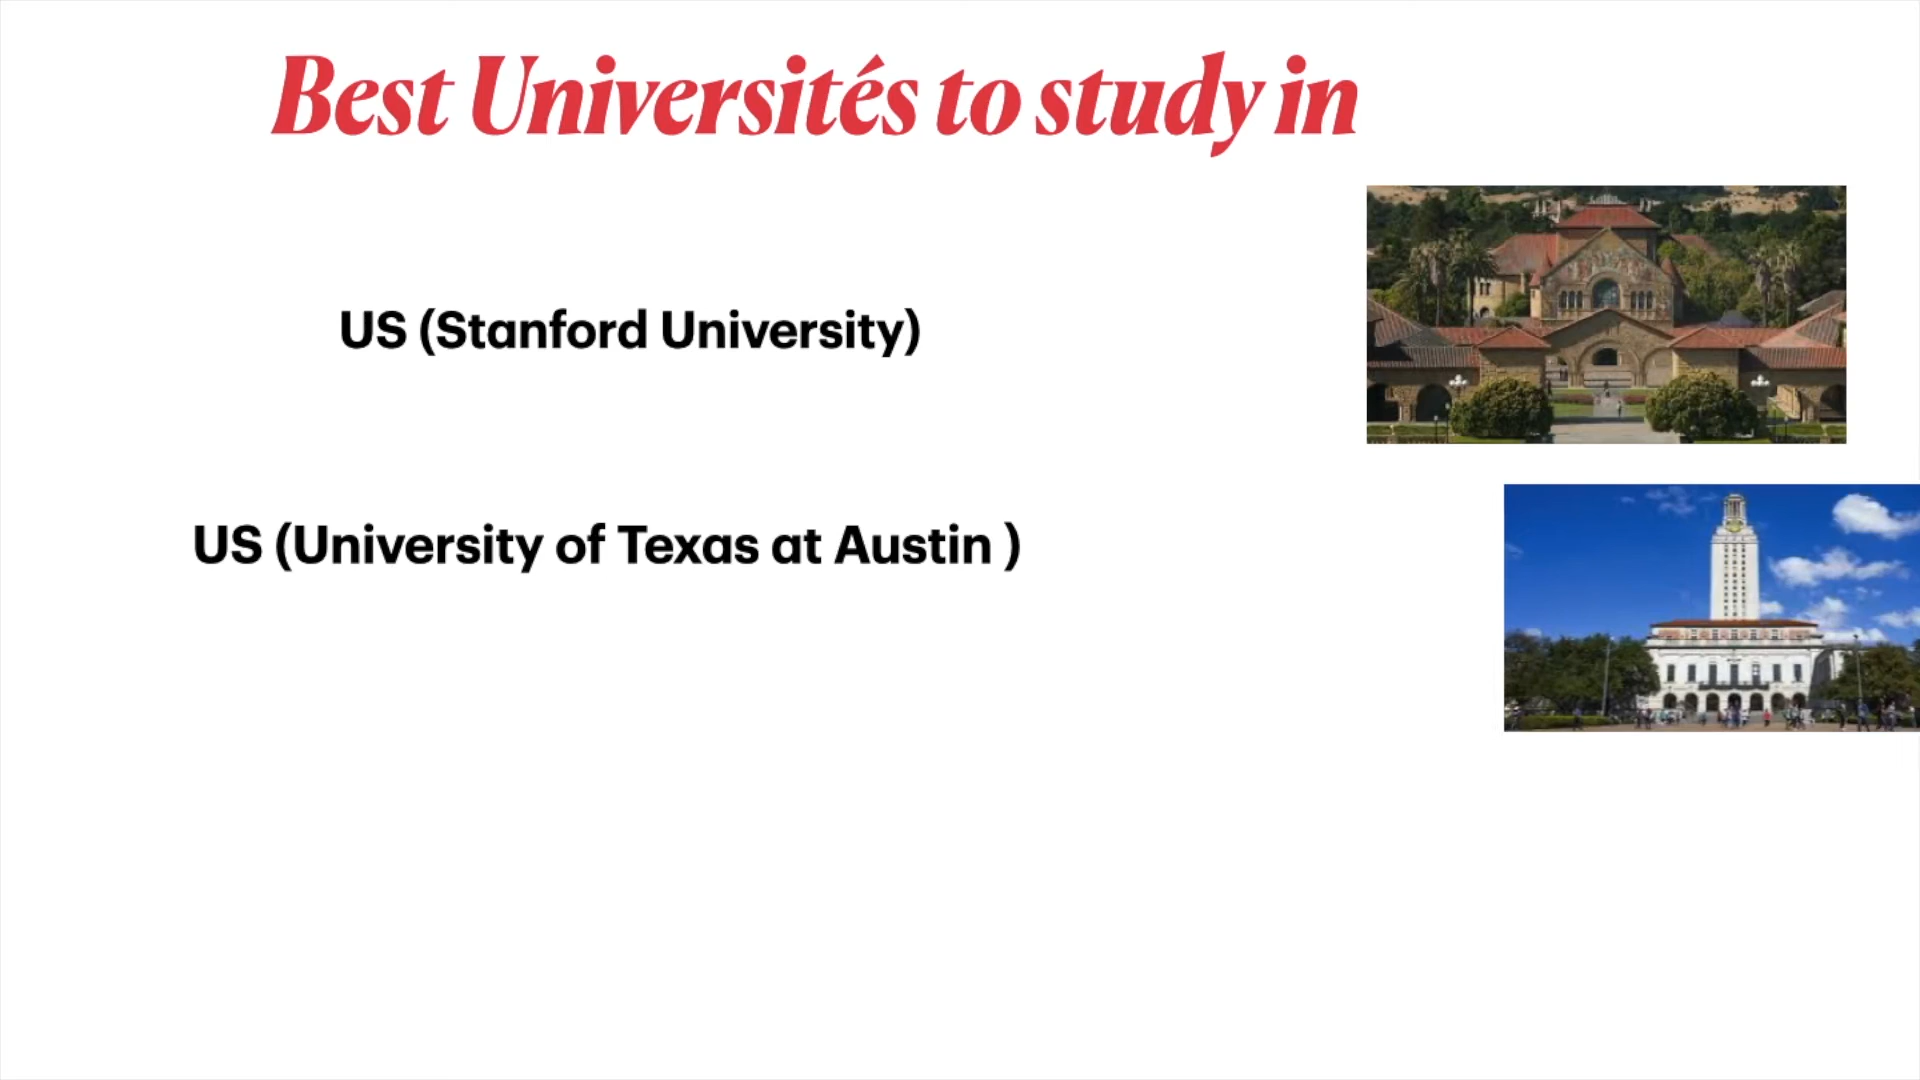 Best Universités to study in
US (Stanford University)
US (University of Texas at Austin )